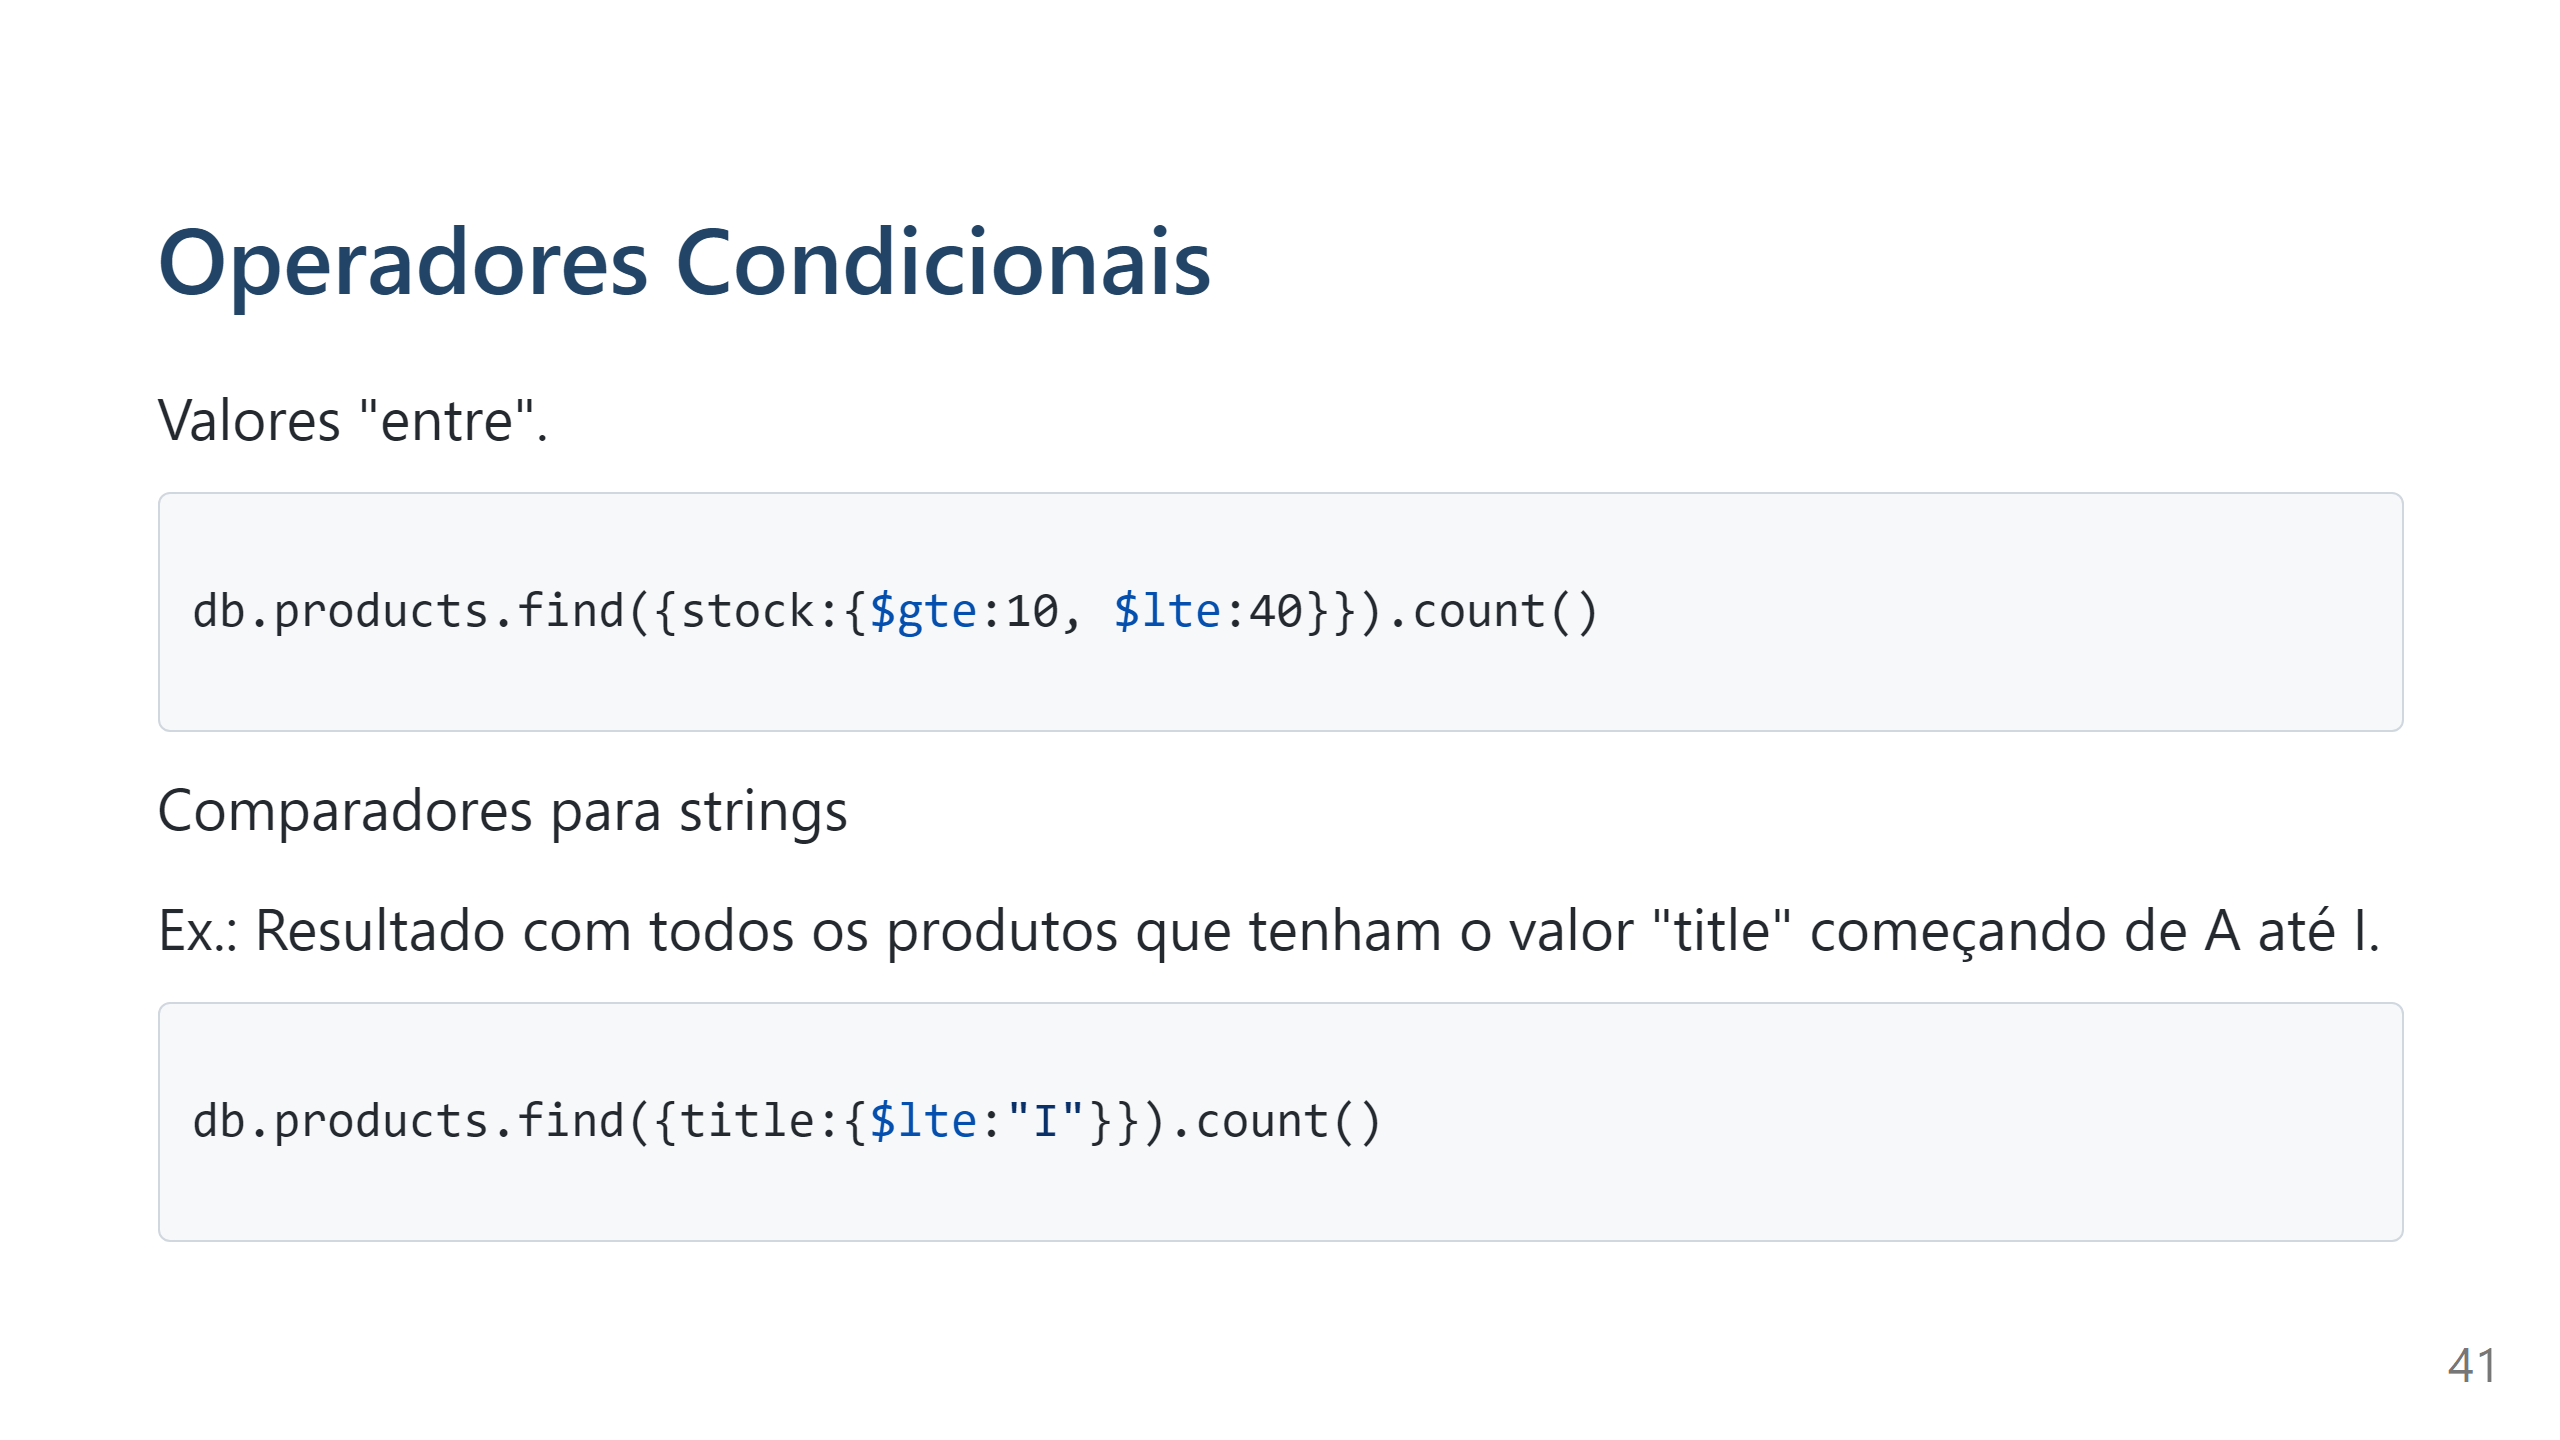 Operadores Condicionais
Valores "entre".
db.products.find({stock:{$gte:10, $lte:40}}).count()
Comparadores para strings
Ex.: Resultado com todos os produtos que tenham o valor "title" começando de A até I.
db.products.find({title:{$lte:"I"}}).count()
41